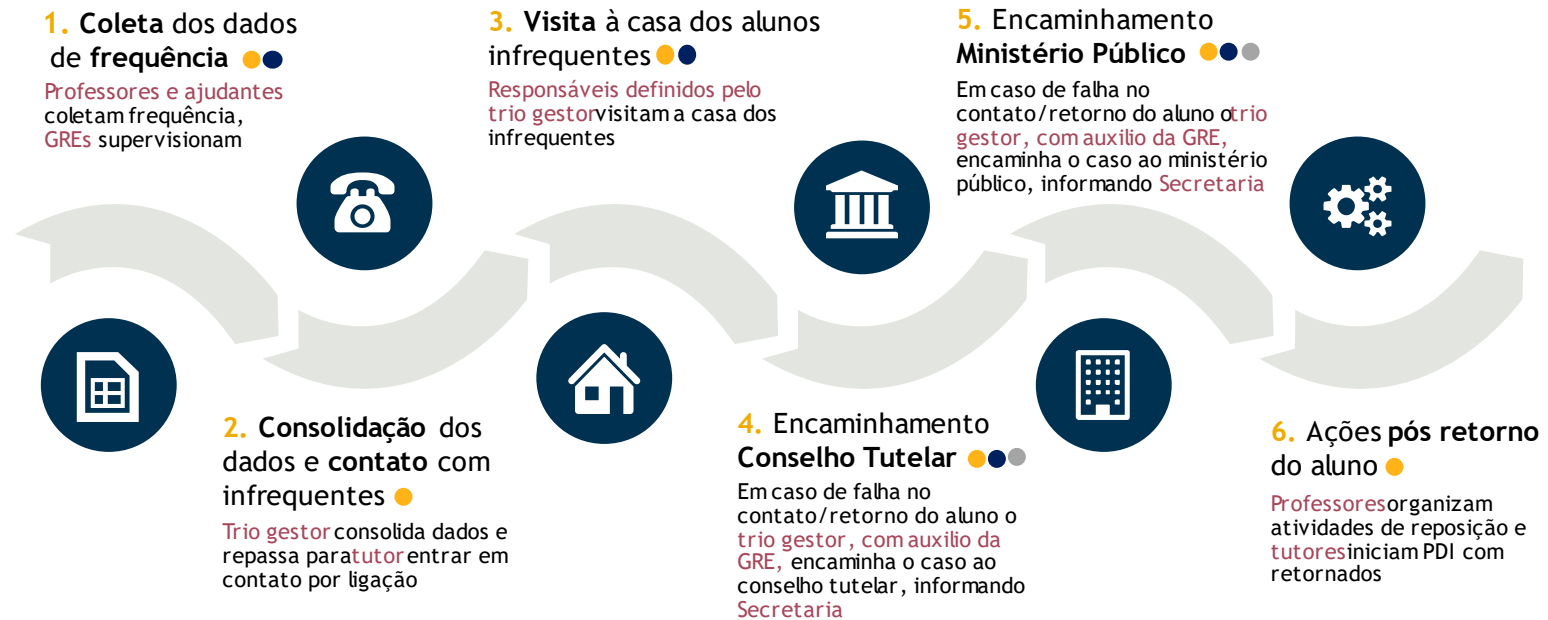 1. Coleta dos dados
de frequência
Professores e ajudantes
coletam frequência,
GREs supervisionam
2. Consolidação dos
dados e contato com
infrequentes
Trio gestor consolida dados e
repassa para tutor entrar em
contato por ligação
3. Visita à casa dos alunos
infrequentes
Responsáveis definidos pelo
trio gestor visitam a casa dos
infrequentes
4. Encaminhamento
Conselho Tutelar
Em caso de falha no
contato/retorno do aluno o
trio gestor, com auxilio da
GRE, encaminha o caso ao
conselho tutelar, informando
Secretaria
5. Encaminhamento
Ministério Público
Em caso de falha no
contato/retorno do aluno o trio
gestor, com auxilio da GRE,
encaminha o caso ao ministério
público, informando Secretaria
6. Ações pós retorno
do aluno
Professores organizam
atividades de reposição e
tutores iniciam PDI com
retornados